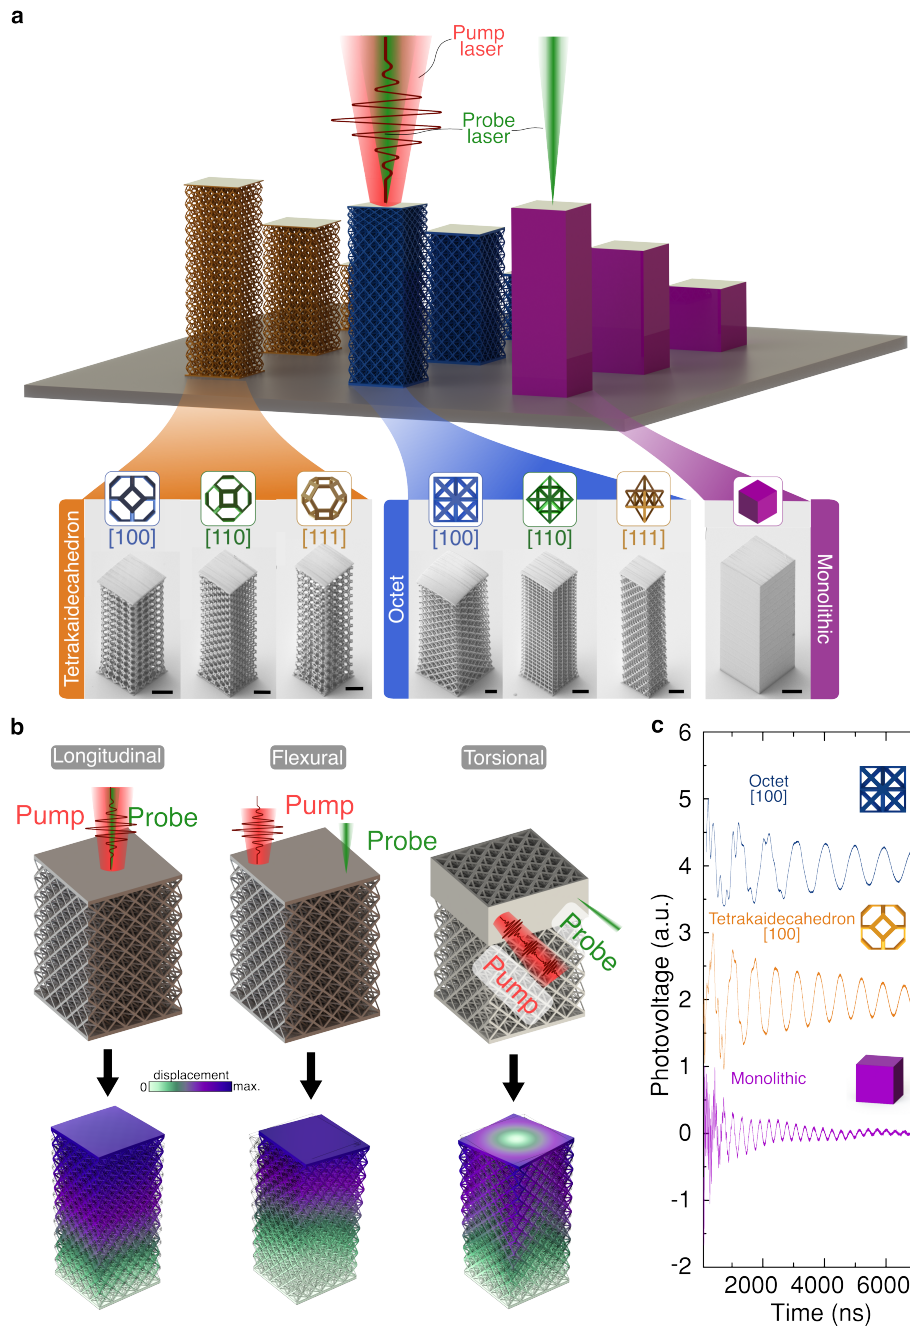 a
Pump
laser
Probe
laser
Tetrakaidecahedron
[100]
[110]
[111]
Octet
[100]
[110]
[111]
Monolithic
b
Longitudinal
Flexural
Torsional
Pump
Probe
Pump
Probe
Pump
Probe
displacement
0
max.
c
Photovoltage (a.u.)
6
5
4
3
2
1
0
-1
-2
Octet
[100]
Tetrakaidecahedron
[100]
Monolithic
2000 4000 6000
Time (ns)